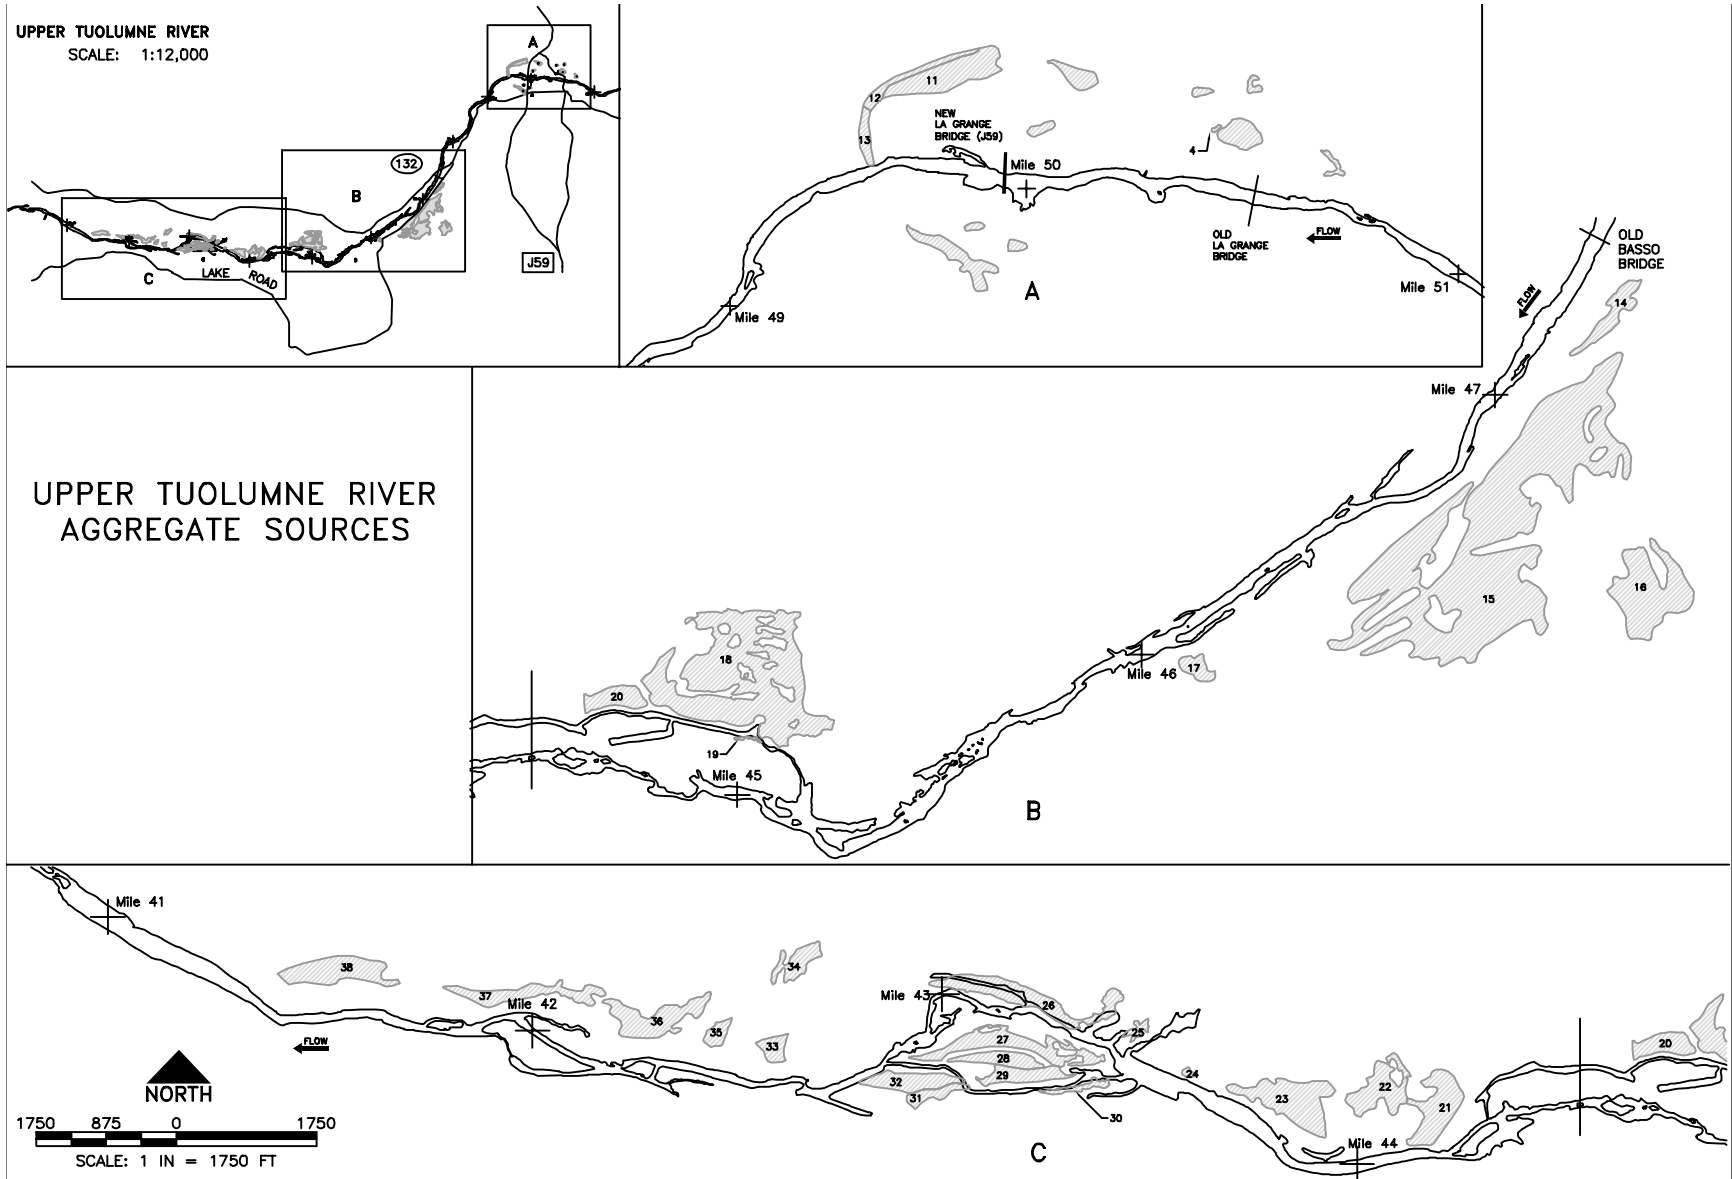 UPPER TUOLUMNE RIVER
SCALE: 1:12,000
A
132
B
J59
LAKE ROAD
C
11
12
13
NEW
LA GRANGE
BRIDGE (J59)
Mile 50
4
OLD
LA GRANGE
BRIDGE
FLOW
Mile 51
Mile 49
A
OLD
BASSO
BRIDGE
FLOW
14
Mile 47
UPPER TUOLUMNE RIVER
AGGREGATE SOURCES
15
16
17
Mile 46
18
20
19
Mile 45
B
Mile 41
38
37
Mile 42
36
35
34
33
Mile 43
26
25
27
28
29
32
31
30
24
23
22
21
20
Mile 44
FLOW
NORTH
1750 875 0 1750
SCALE: 1 IN = 1750 FT
C